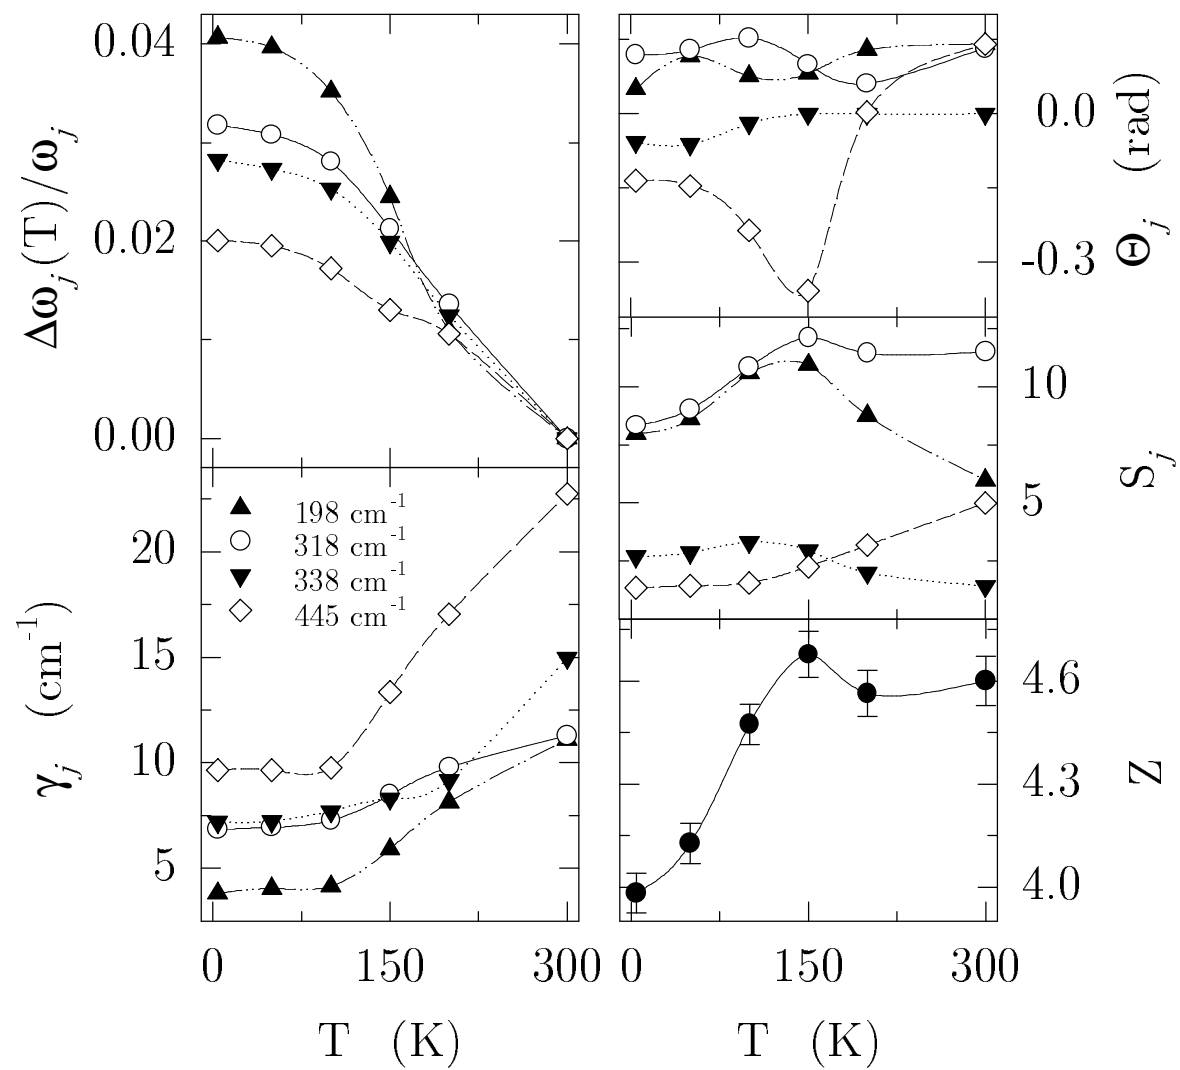 0.04
0.02
0.00
Δω_j(T)/ω_j
0.0
-0.3
Θ_j (rad)
10
5
S_j
198 cm^-1
318 cm^-1
338 cm^-1
445 cm^-1
20
15
10
5
γ_j (cm^-1)
4.6
4.3
4.0
Z
0 150 300
0 150 300
T (K)
T (K)